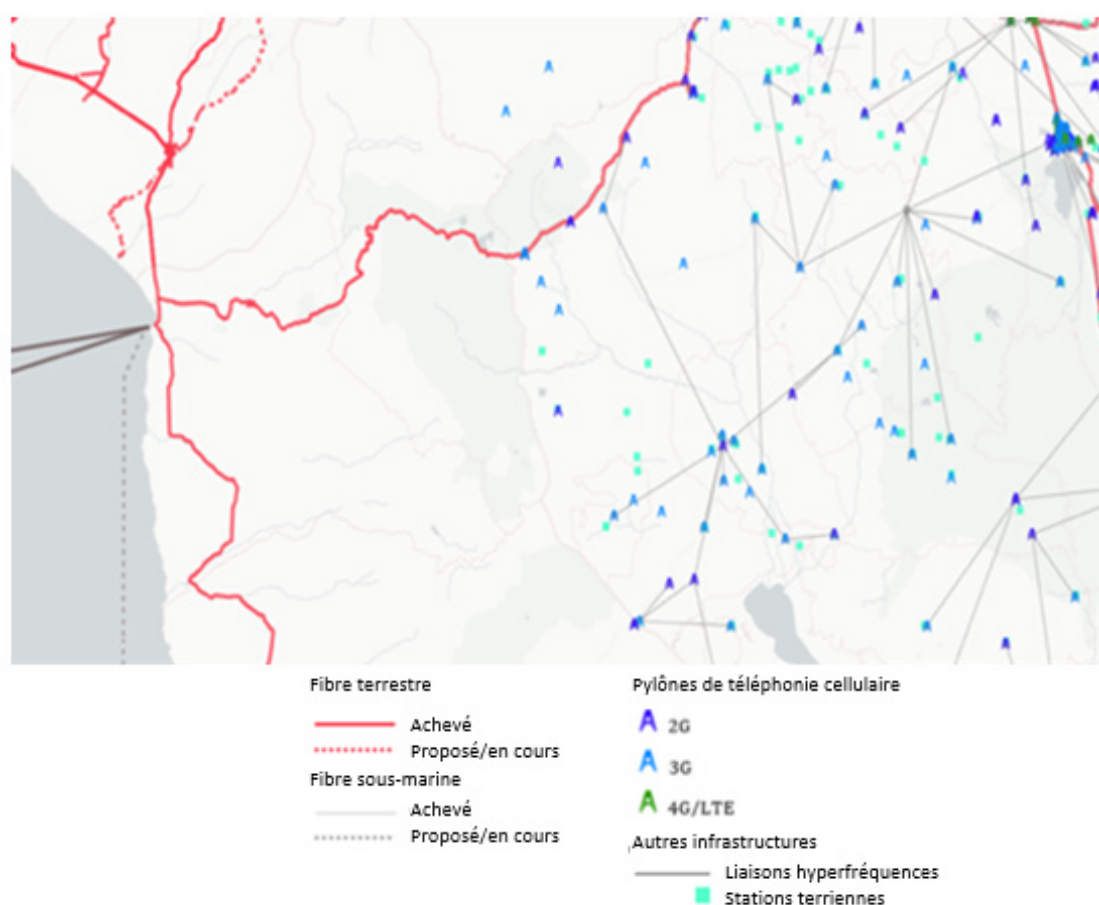 Fibre terrestre
Achevé
Proposé/en cours
Fibre sous-marine
Achevé
Proposé/en cours
Pylônes de téléphonie cellulaire
2G
3G
4G/LTE
Autres infrastructures
Liaisons hyperfréquences
Stations terriennes